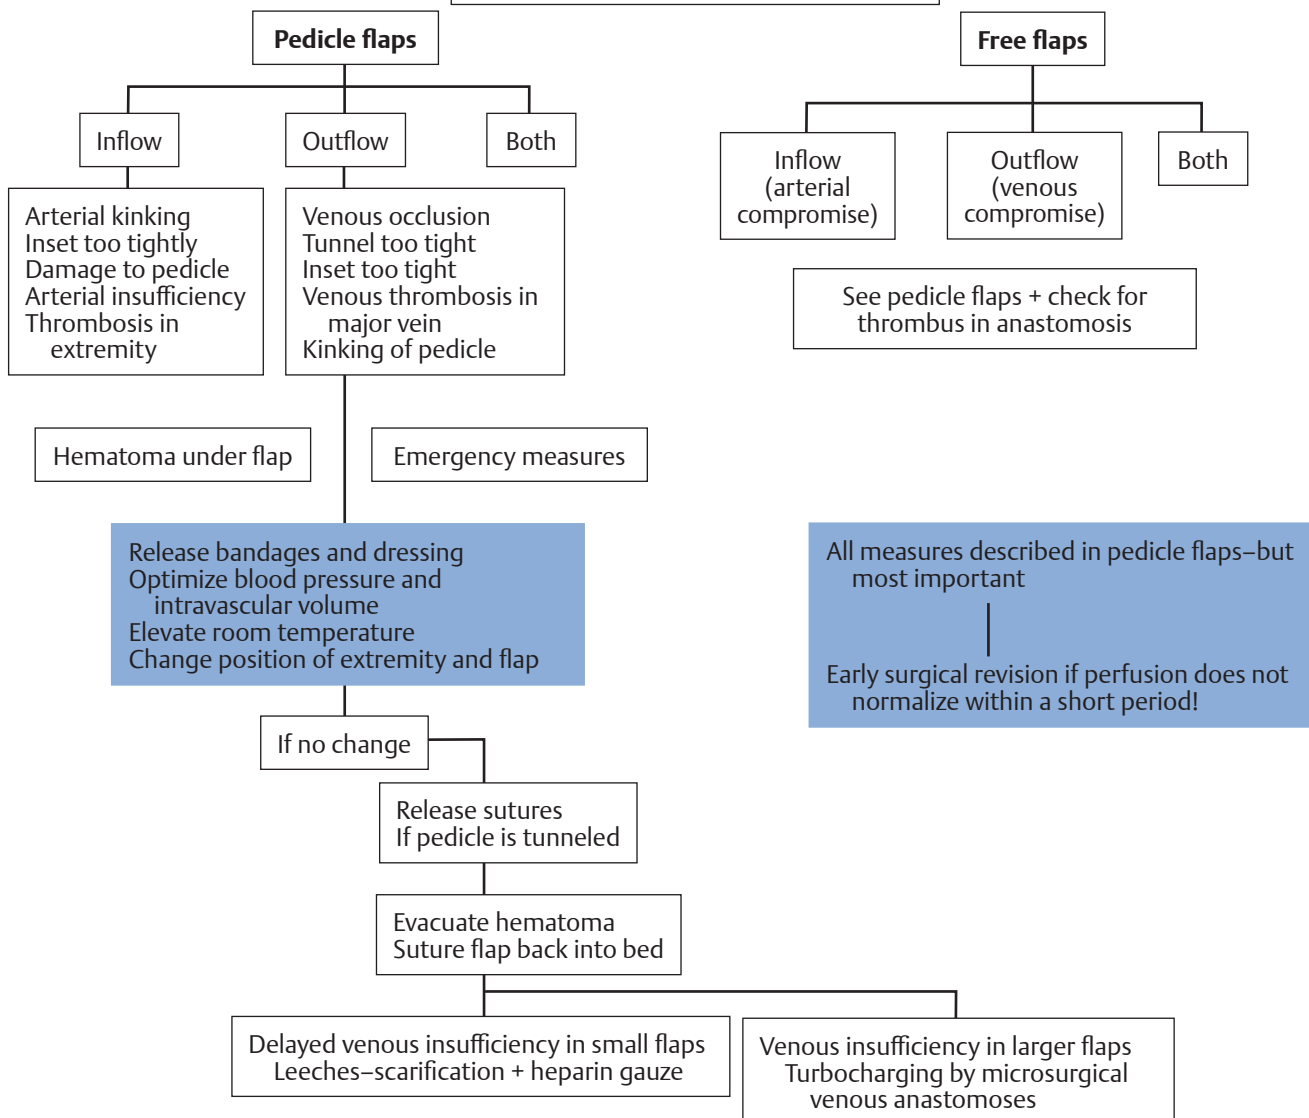 Pedicle flaps
Inflow
Outflow
Both
Arterial kinking
Inset too tightly
Damage to pedicle
Arterial insufficiency
Thrombosis in
extremity
Venous occlusion
Tunnel too tight
Inset too tight
Venous thrombosis in
major vein
Kinking of pedicle
Hematoma under flap
Emergency measures
Release bandages and dressing
Optimize blood pressure and
intravascular volume
Elevate room temperature
Change position of extremity and flap
If no change
Release sutures
If pedicle is tunneled
Evacuate hematoma
Suture flap back into bed
Delayed venous insufficiency in small flaps
Leeches–scarification + heparin gauze
Venous insufficiency in larger flaps
Turbocharging by microsurgical
venous anastomoses
Free flaps
Inflow
(arterial
compromise)
Outflow
(venous
compromise)
Both
See pedicle flaps + check for
thrombus in anastomosis
All measures described in pedicle flaps–but
most important
Early surgical revision if perfusion does not
normalize within a short period!